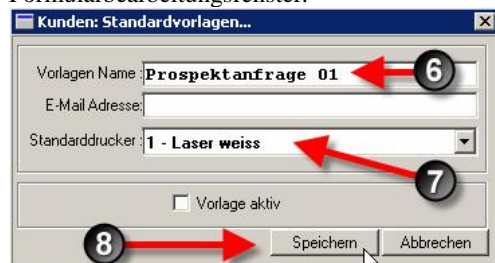 Formularbearbeitungsfenster.
Kunden: Standardvorlagen...
Vorlagen Name : Prospektanfrage 01 6
E-Mail Adresse:
Standarddrucker : 1 - Laser weiss
7
Vorlage aktiv
8 Speichern Abbrechen